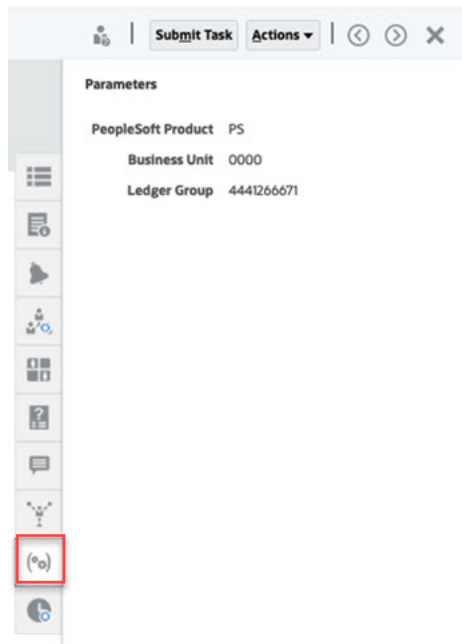 Submit Task Actions
Parameters
PeopleSoft Product PS
Business Unit 0000
Ledger Group 4441266671